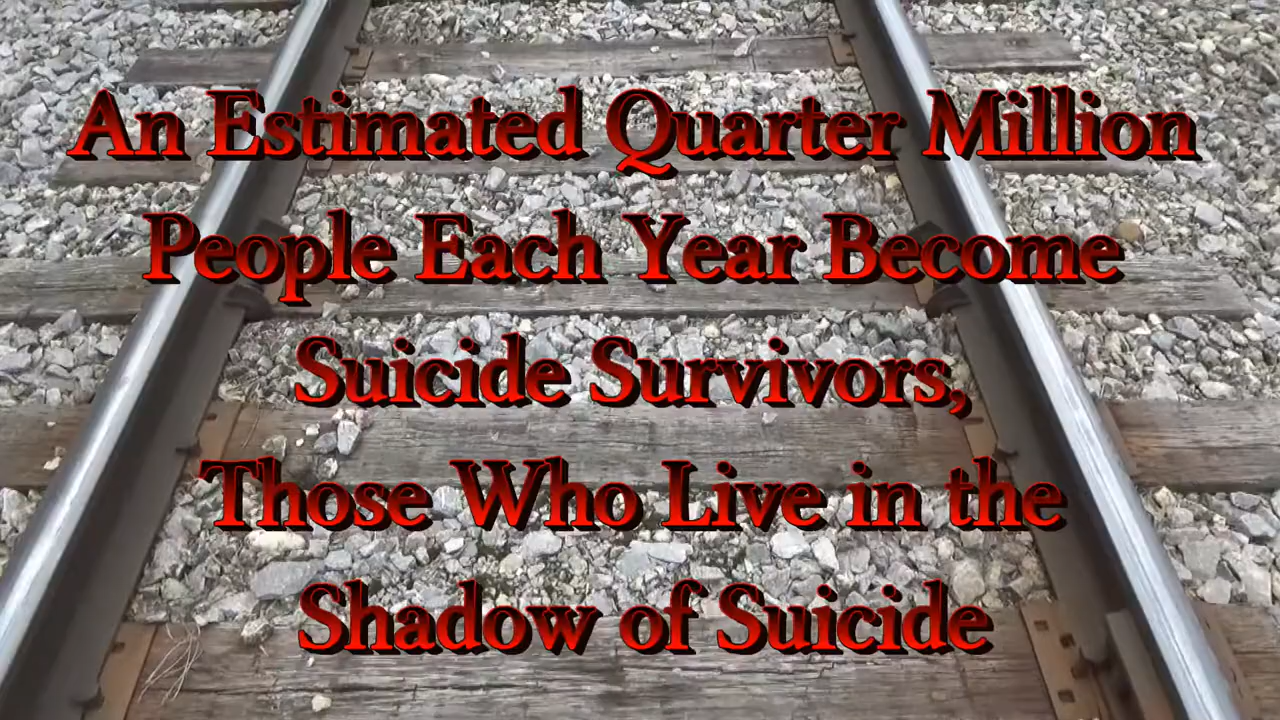 An Estimated Quarter Million
People Each Year Become
Suicide Survivors,
Those Who Live in the
Shadow of Suicide